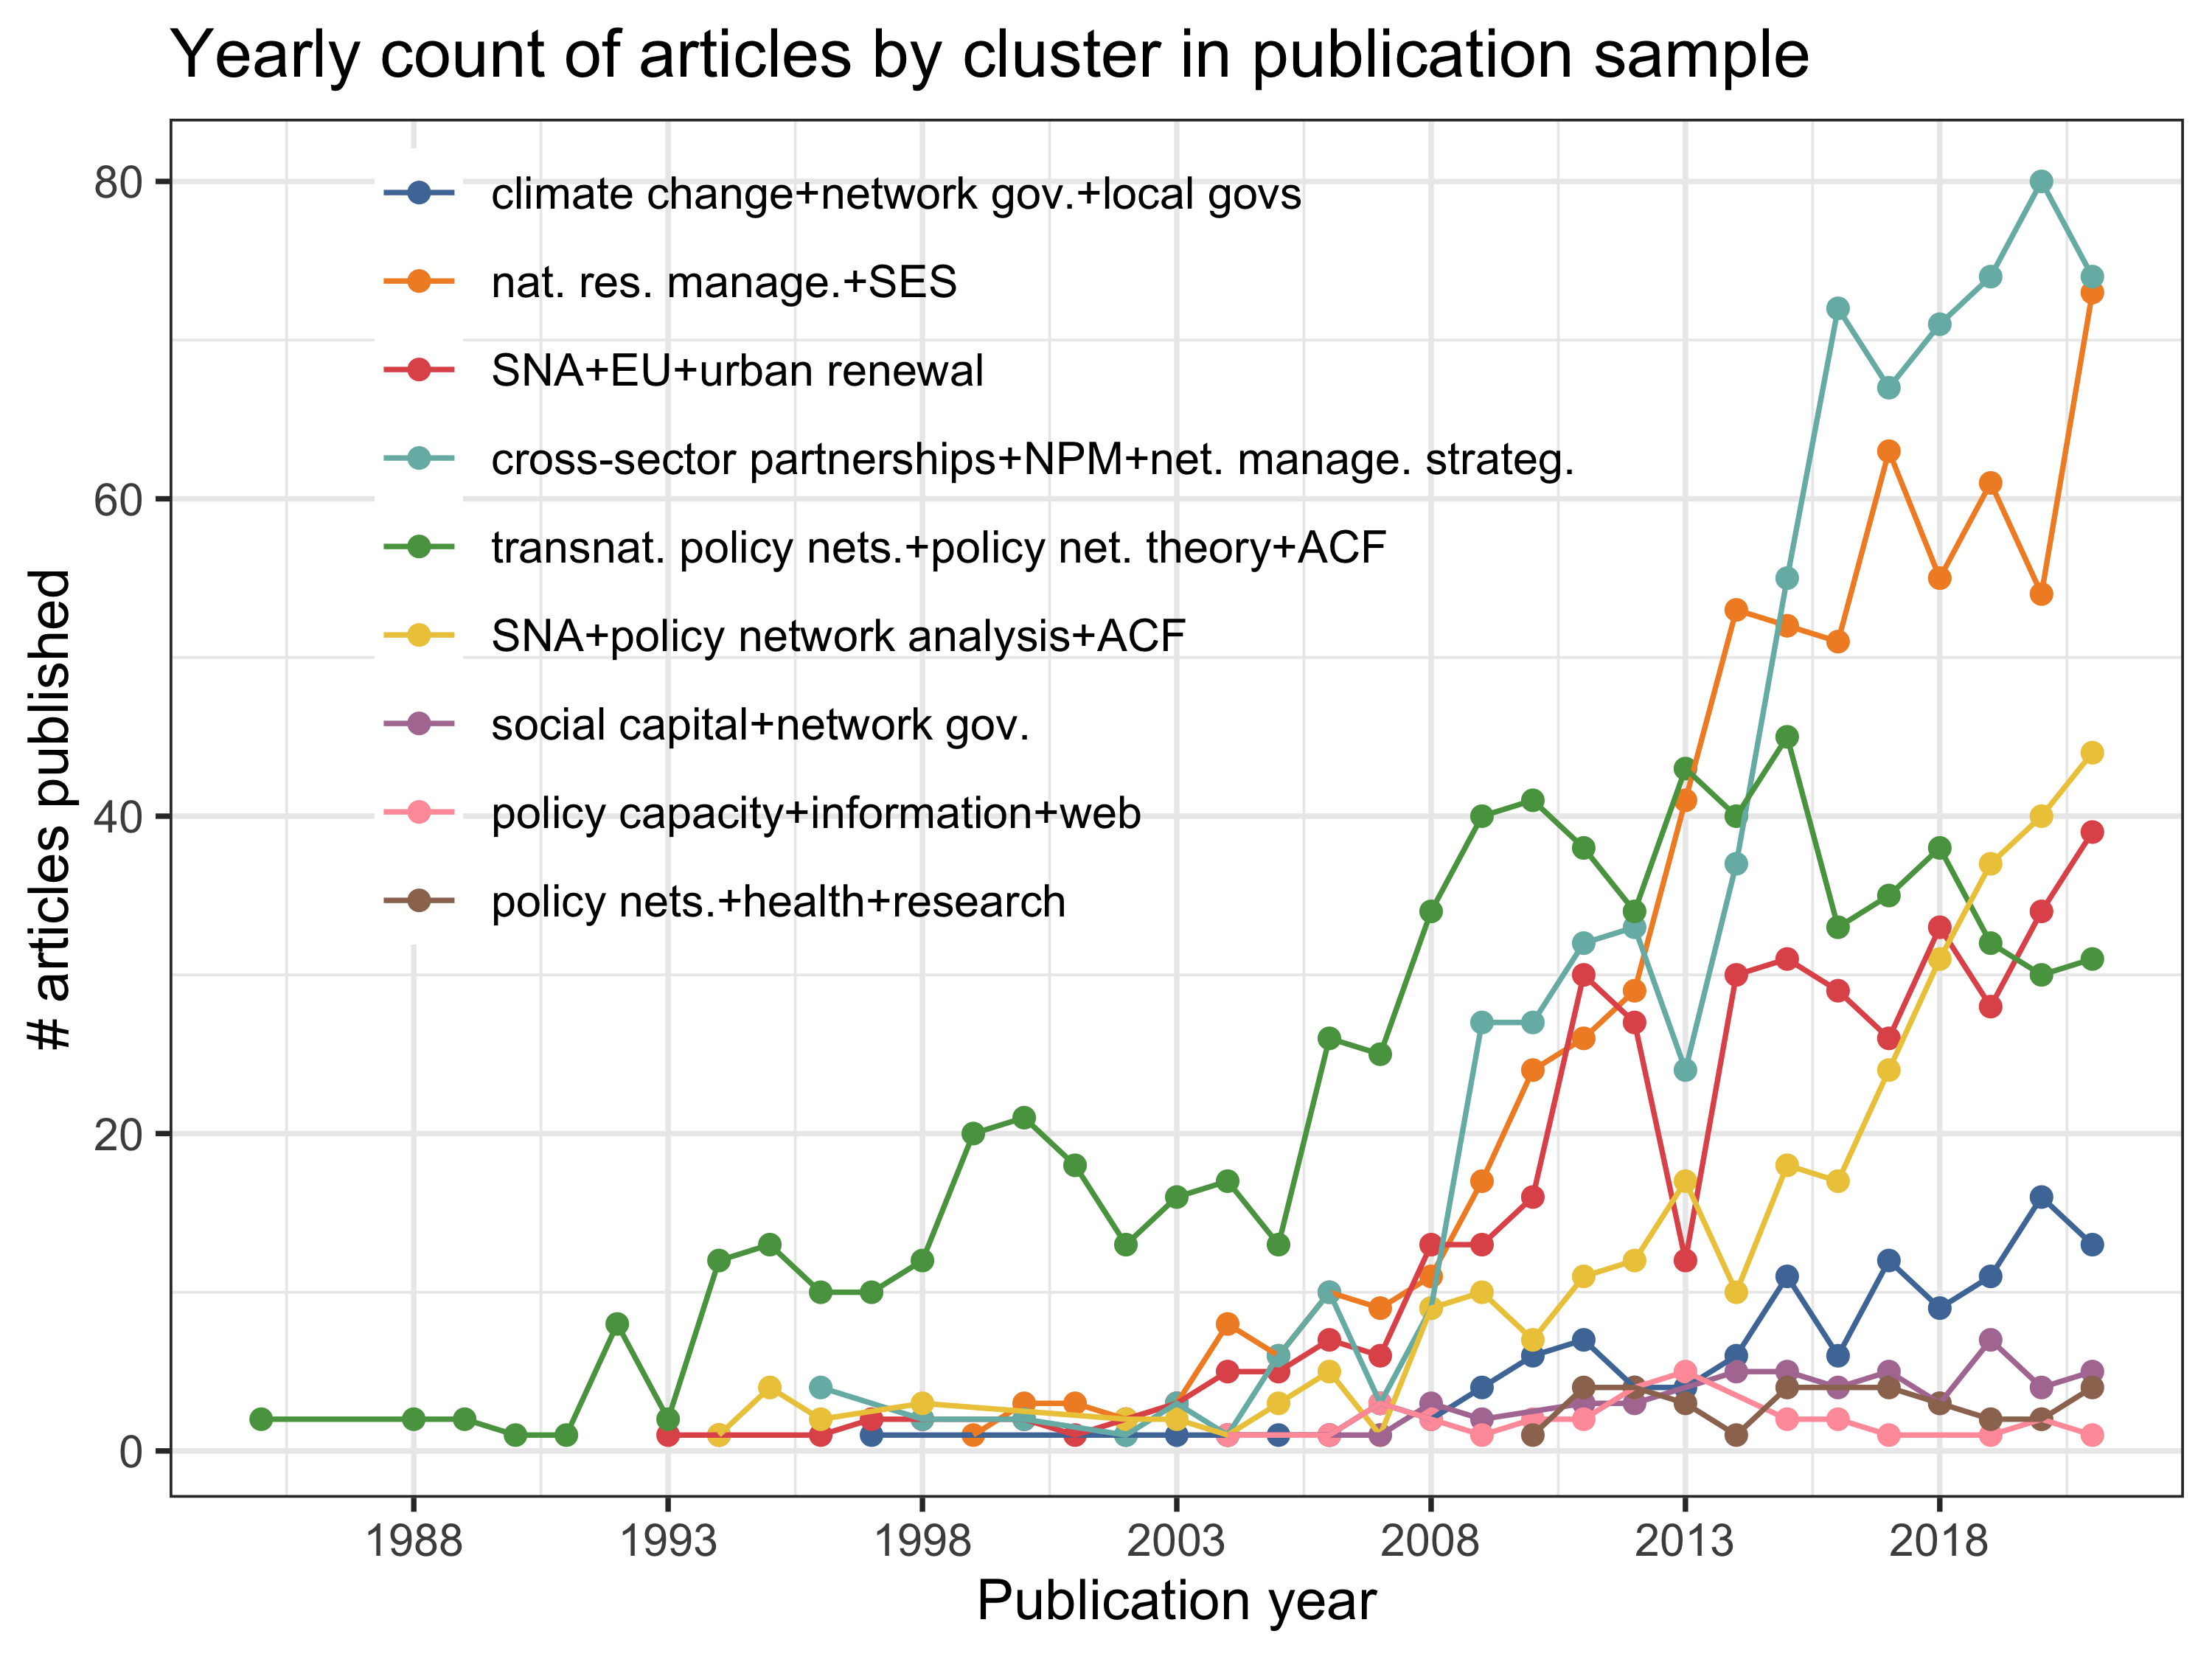 Yearly count of articles by cluster in publication sample
# articles published
80
60
40
20
0
climate change+network gov.+local govs
nat. res. manage.+SES
SNA+EU+urban renewal
cross-sector partnerships+NPM+net. manage. strateg.
transnat. policy nets.+policy net. theory+ACF
SNA+policy network analysis+ACF
social capital+network gov.
policy capacity+information+web
policy nets.+health+research
1988 1993 1998 2003 2008 2013 2018
Publication year